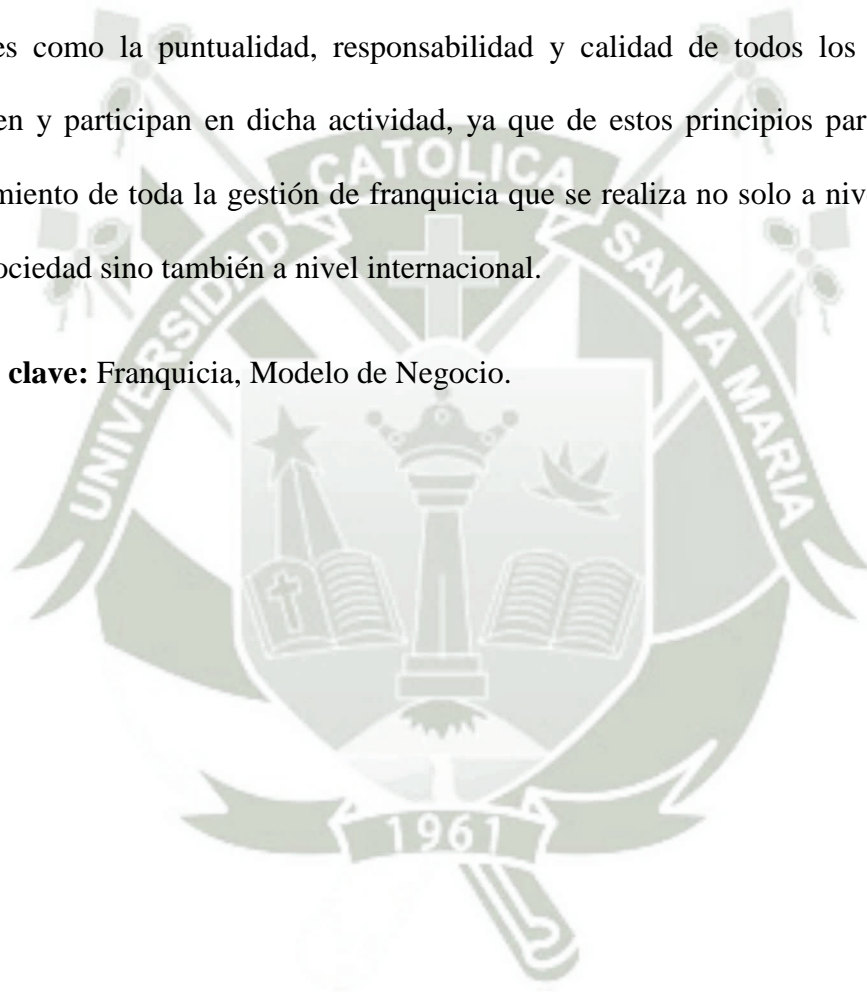 es como la puntualidad, responsabilidad y calidad de todos los
en y participan en dicha actividad, ya que de estos principios par
miento de toda la gestión de franquicia que se realiza no solo a niv
ociedad sino también a nivel internacional.
clave: Franquicia, Modelo de Negocio.
UNIVERSIDAD CATOLICA SANTA MARIA
1961